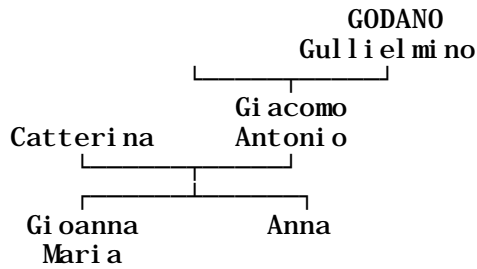 GODANO
Gullielmino
Giacomo
Catterina Antonio
Gioanna Anna
Maria